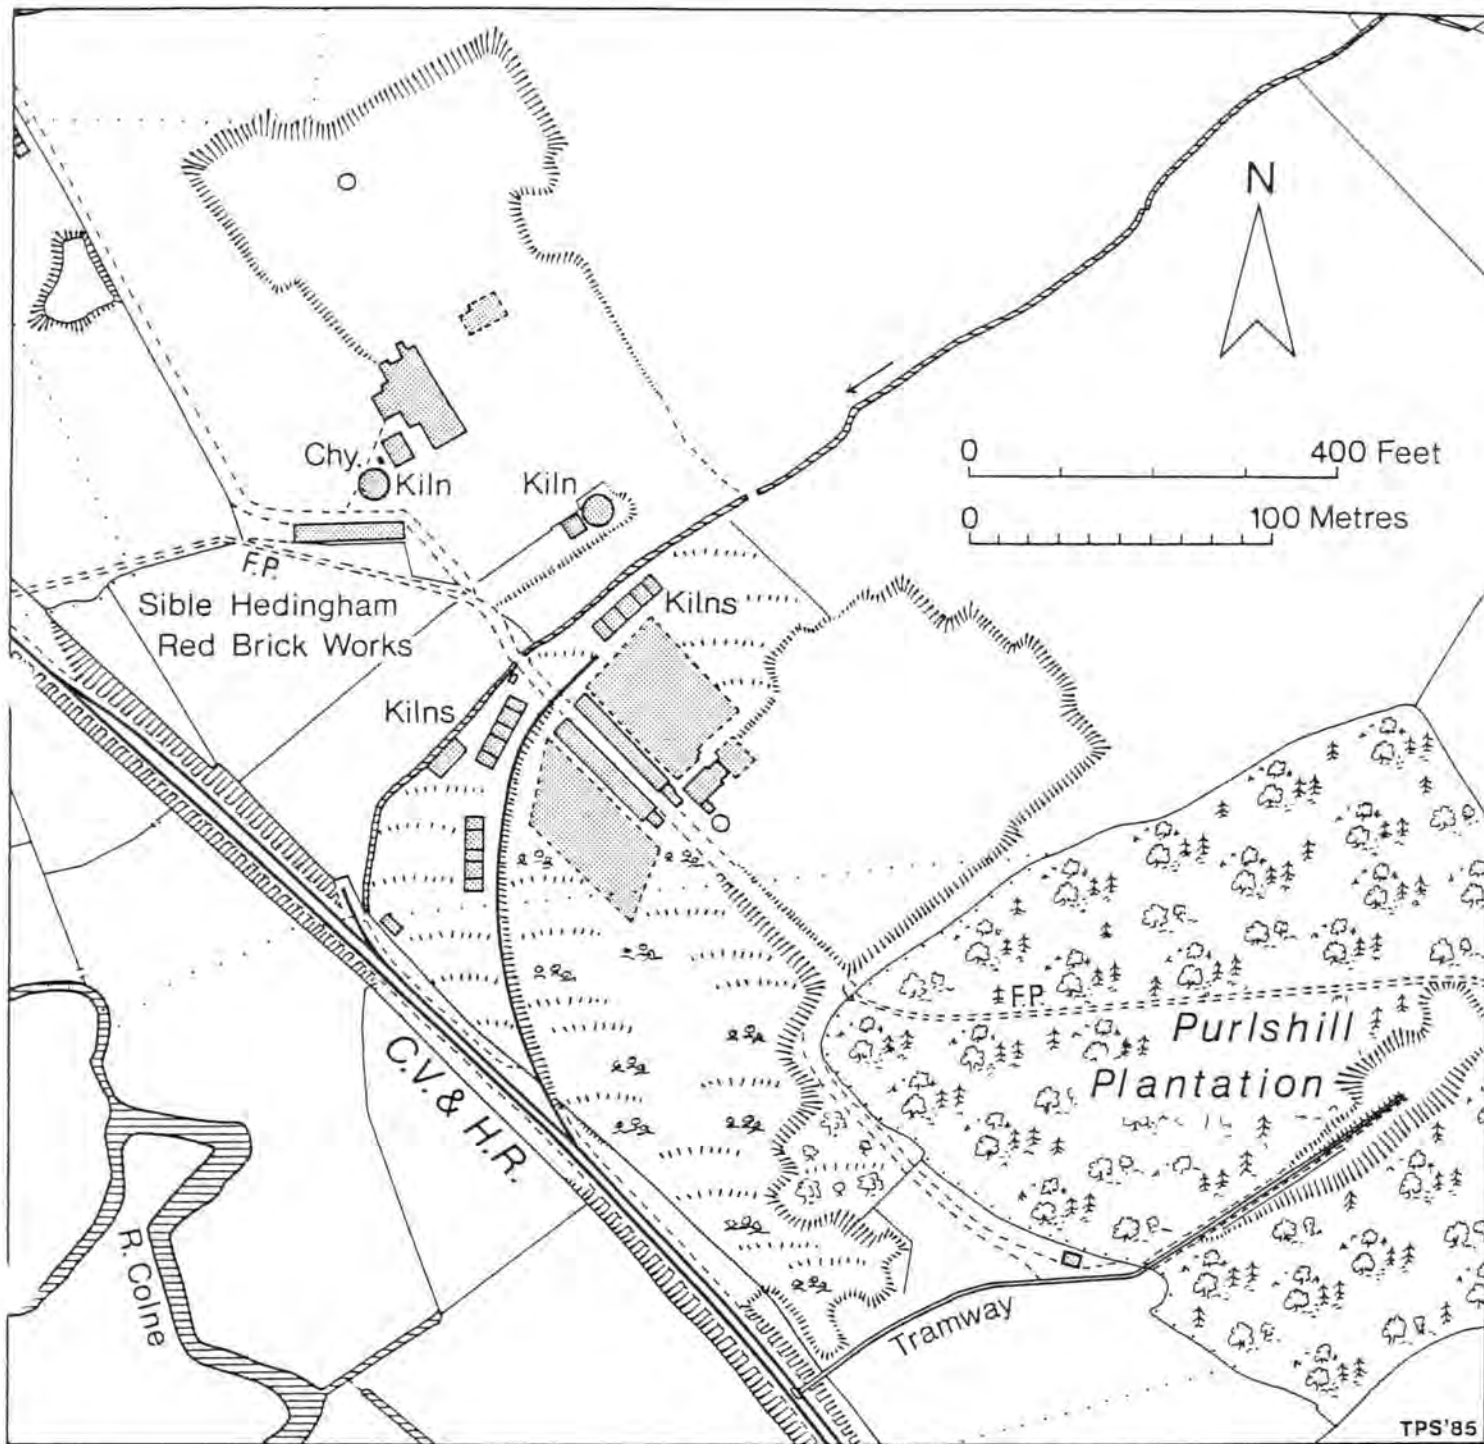 N
0 400 Feet
0 100 Metres
Chy.
Kiln
Kiln
F.P.
Sible Hedingham
Red Brick Works
Kilns
Kilns
F.P.
Purlshill
Plantation
C.V. & H.R.
R. Colne
Tramway
TPS'85